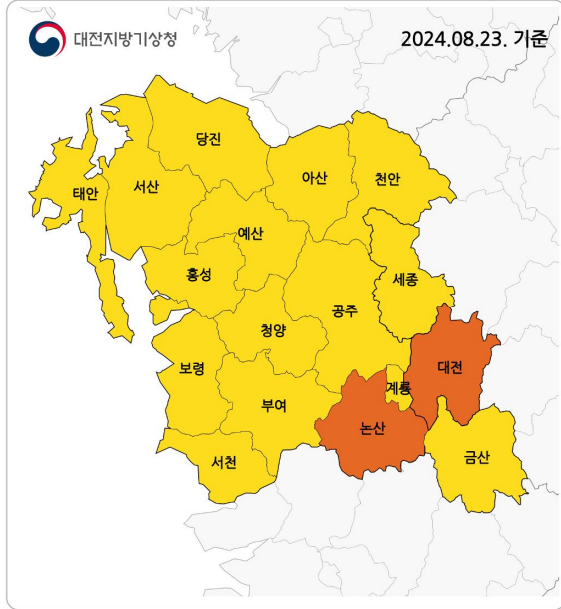 대전지방기상청
2024.08.23. 기준
당진
아산
천안
태안
서산
예산
홍성
세종
공주
청양
보령
대전
계룡
부여
논산
서천
금산